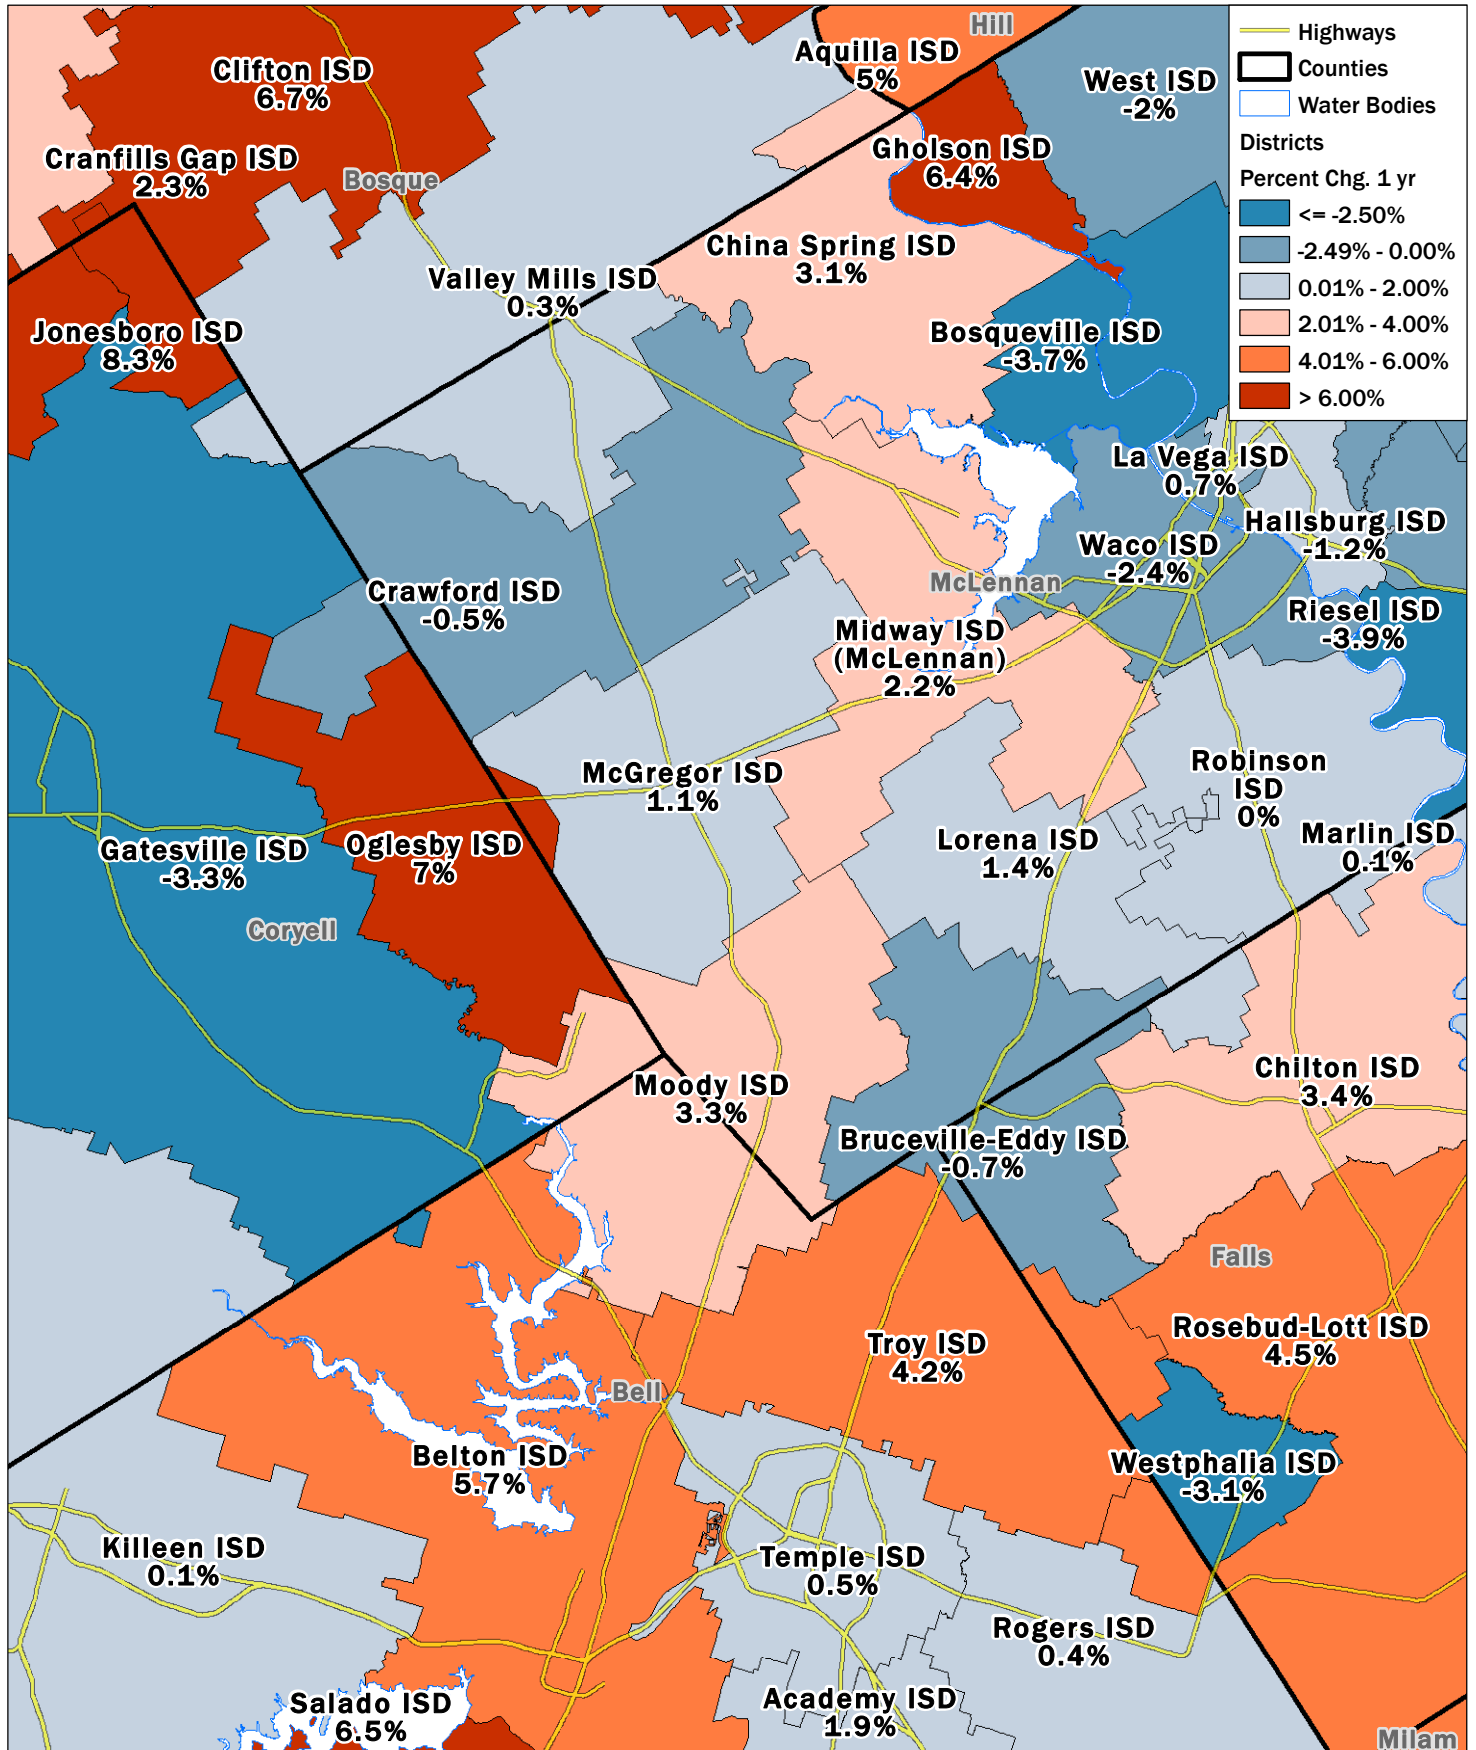 Highways
Counties
Water Bodies
Districts
Percent Chg. 1 yr
<= -2.50%
-2.49% - 0.00%
0.01% - 2.00%
2.01% - 4.00%
4.01% - 6.00%
> 6.00%
Hill
Aquilla ISD
5%
Clifton ISD
6.7%
West ISD
-2%
Cranfills Gap ISD
2.3%
Gholson ISD
6.4%
Bosque
China Spring ISD
3.1%
Valley Mills ISD
0.3%
Jonesboro ISD
8.3%
Bosqueville ISD
-3.7%
La Vega ISD
0.7%
Hallsburg ISD
-1.2%
Waco ISD
-2.4%
McLennan
Crawford ISD
-0.5%
Riesel ISD
-3.9%
Midway ISD
(McLennan)
2.2%
McGregor ISD
1.1%
Robinson
ISD
0%
Lorena ISD
1.4%
Marlin ISD
0.1%
Gatesville ISD
-3.3%
Oglesby ISD
7%
Coryell
Moody ISD
3.3%
Chilton ISD
3.4%
Bruceville-Eddy ISD
-0.7%
Falls
Rosebud-Lott ISD
4.5%
Troy ISD
4.2%
Bell
Belton ISD
5.7%
Westphalia ISD
-3.1%
Killeen ISD
0.1%
Temple ISD
0.5%
Rogers ISD
0.4%
Salado ISD
6.5%
Academy ISD
1.9%
Milam